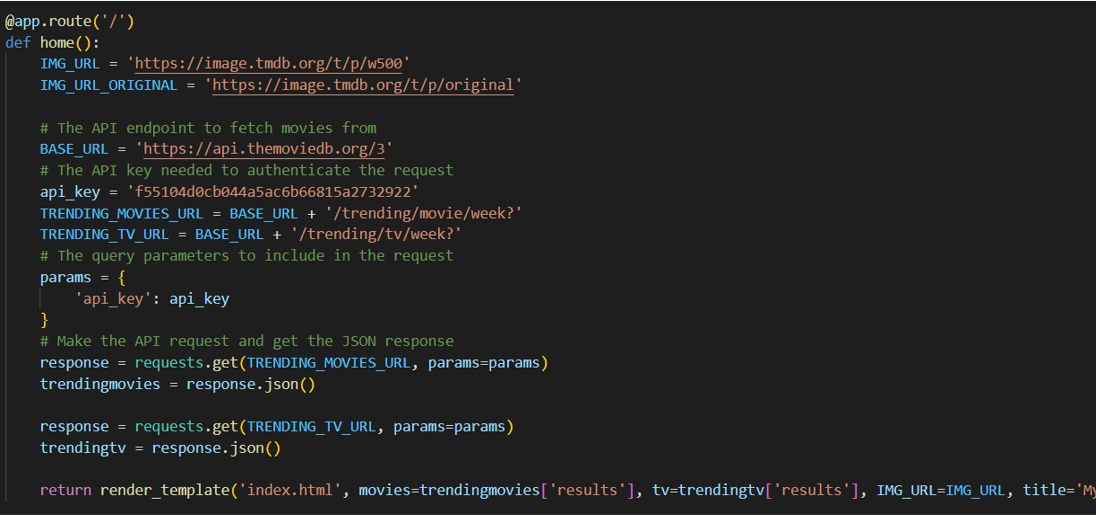 @app.route('/')
def home():
    IMG_URL = 'https://image.tmdb.org/t/p/w500'
    IMG_URL_ORIGINAL = 'https://image.tmdb.org/t/p/original'
    # The API endpoint to fetch movies from
    BASE_URL = 'https://api.themoviedb.org/3'
    # The API key needed to authenticate the request
    api_key = 'f55104d0cb044a5ac6b66815a2732922'
    TRENDING_MOVIES_URL = BASE_URL + '/trending/movie/week?'
    TRENDING_TV_URL = BASE_URL + '/trending/tv/week?'
    # The query parameters to include in the request
    params = {
        'api_key': api_key
    }
    # Make the API request and get the JSON response
    response = requests.get(TRENDING_MOVIES_URL, params=params)
    trendingmovies = response.json()
    response = requests.get(TRENDING_TV_URL, params=params)
    trendingtv = response.json()
    return render_template('index.html', movies=trendingmovies['results'], tv=trendingtv['results'], IMG_URL=IMG_URL, title='My